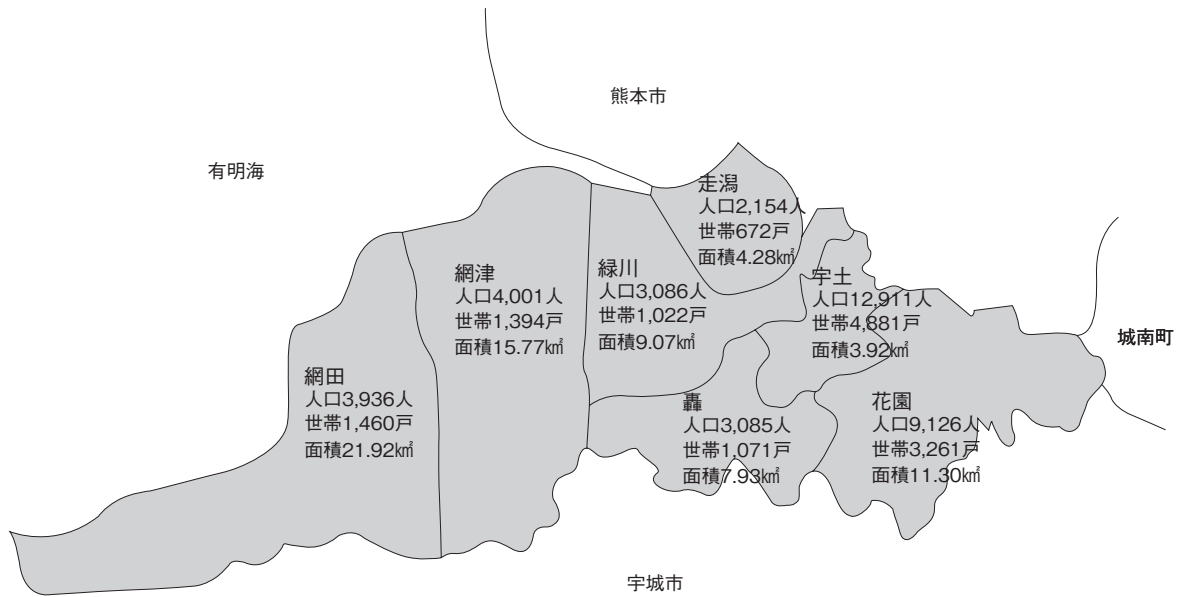 熊本市
有明海
走潟
人口2,154人
世帯672戸
面積4.28㎢
網津
人口4,001人
世帯1,394戸
面積15.77㎢
緑川
人口3,086人
世帯1,022戸
面積9.07㎢
宇土
人口12,911人
世帯4,881戸
面積3.92㎢
城南町
網田
人口3,936人
世帯1,460戸
面積21.92㎢
轟
人口3,085人
世帯1,071戸
面積7.93㎢
花園
人口9,126人
世帯3,261戸
面積11.30㎢
宇城市